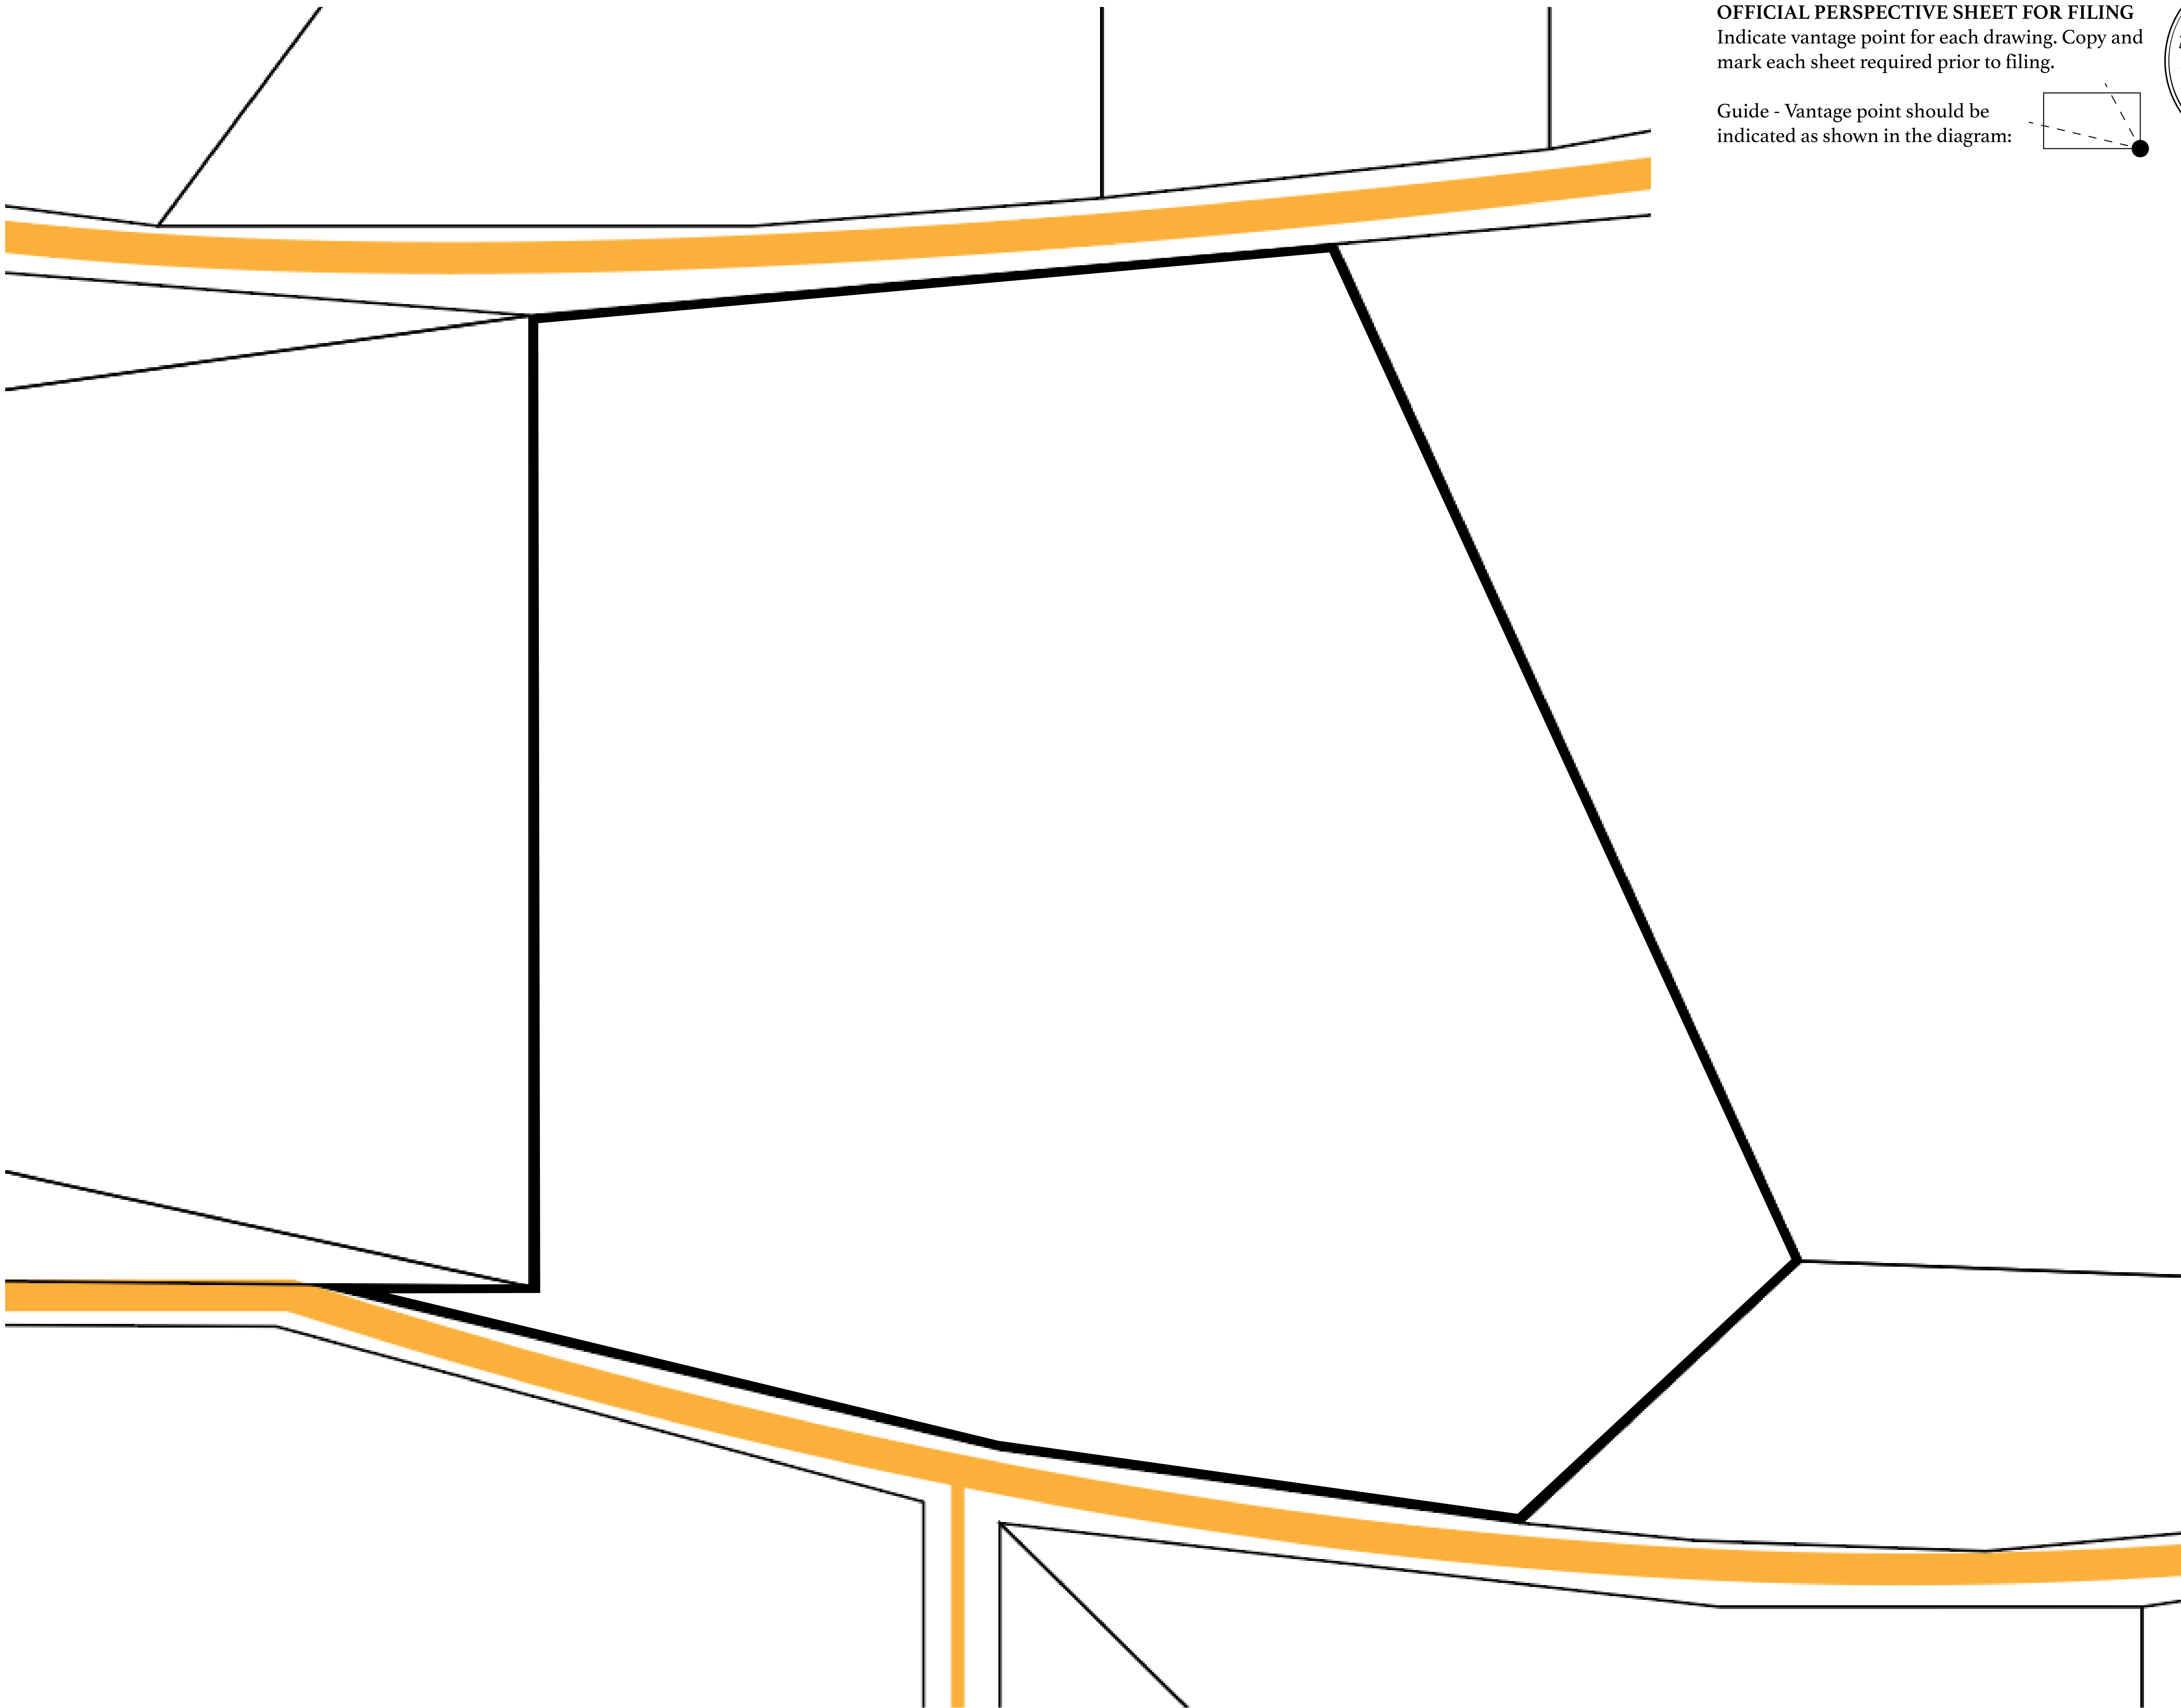 OFFICIAL PERSPECTIVE SHEET FOR FILING
Indicate vantage point for each drawing. Copy and
mark each sheet required prior to filing.
Guide - Vantage point should be
indicated as shown in the diagram: